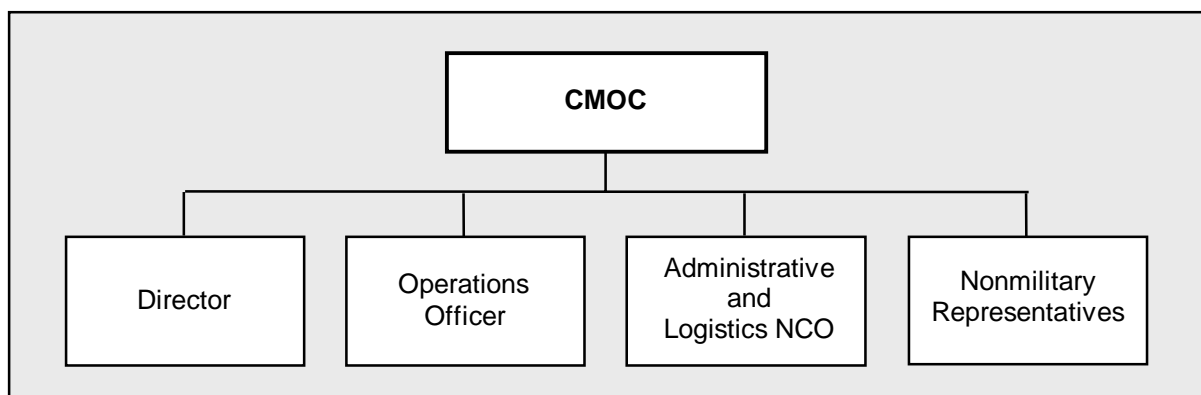 CMOC
Director
Operations
Officer
Administrative
and
Logistics NCO
Nonmilitary
Representatives